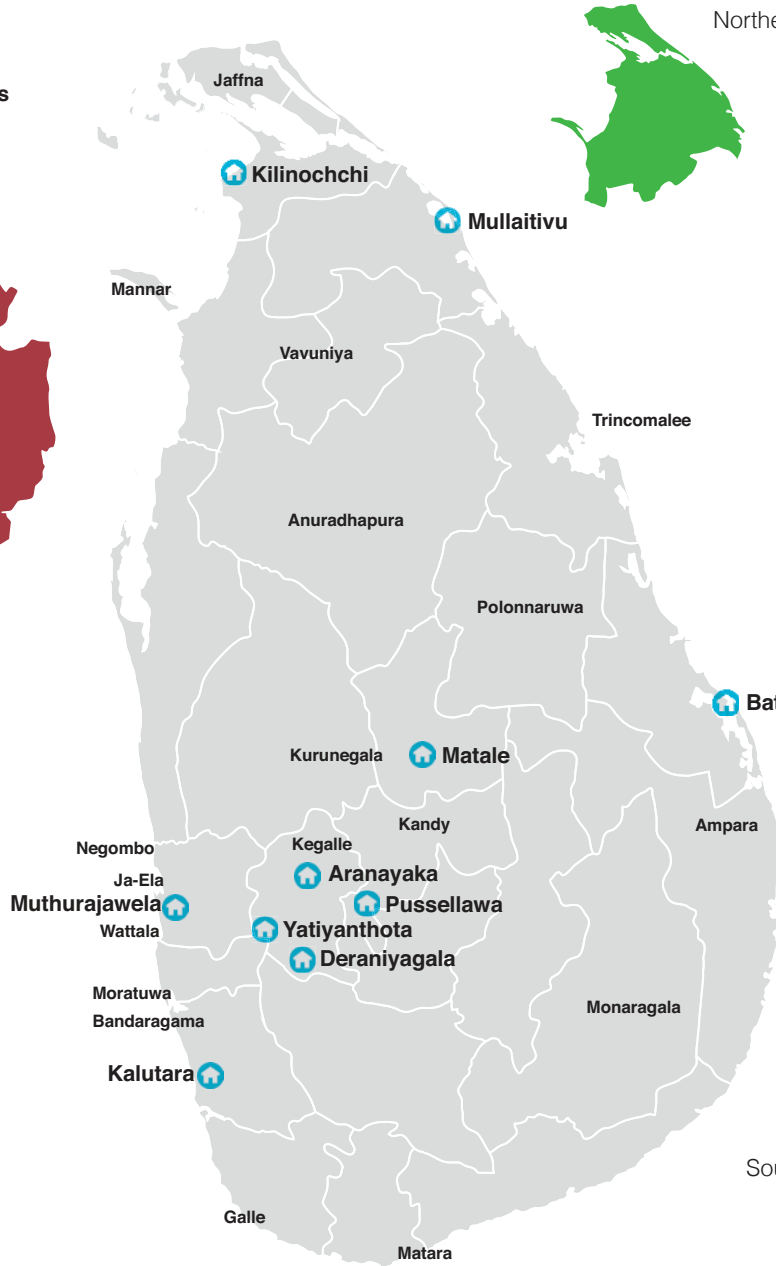 Northe
Jaffna
s
Kilinochchi
Mullaitivu
Mannar
Vavuniya
Trincomalee
Anuradhapura
Polonnaruwa
Bat
Kurunegala
Matale
Kandy
Ampara
Kegalle
Negombo
Aranayaka
Ja-Ela
Muthurajawela
Pussellawa
Yatiyanthota
Wattala
Deraniyagala
Moratuwa
Monaragala
Bandaragama
Kalutara
Sou
Galle
Matara